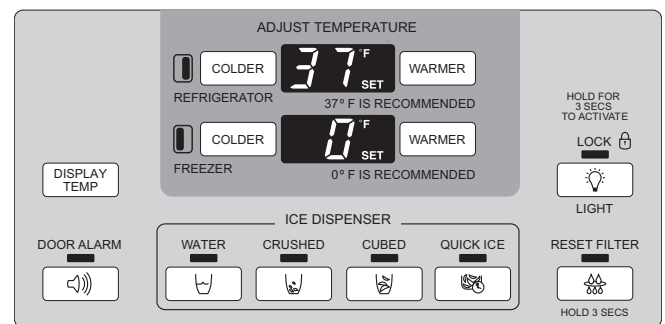 ADJUST TEMPERATURE
COLDER 37 °F SET WARMER
REFRIGERATOR 37° F IS RECOMMENDED
COLDER 0 °F SET WARMER
FREEZER 0° F IS RECOMMENDED
HOLD FOR
3 SECS
TO ACTIVATE
LOCK
DISPLAY
TEMP
LIGHT
ICE DISPENSER
DOOR ALARM
WATER
CRUSHED
CUBED
QUICK ICE
RESET FILTER
HOLD 3 SECS